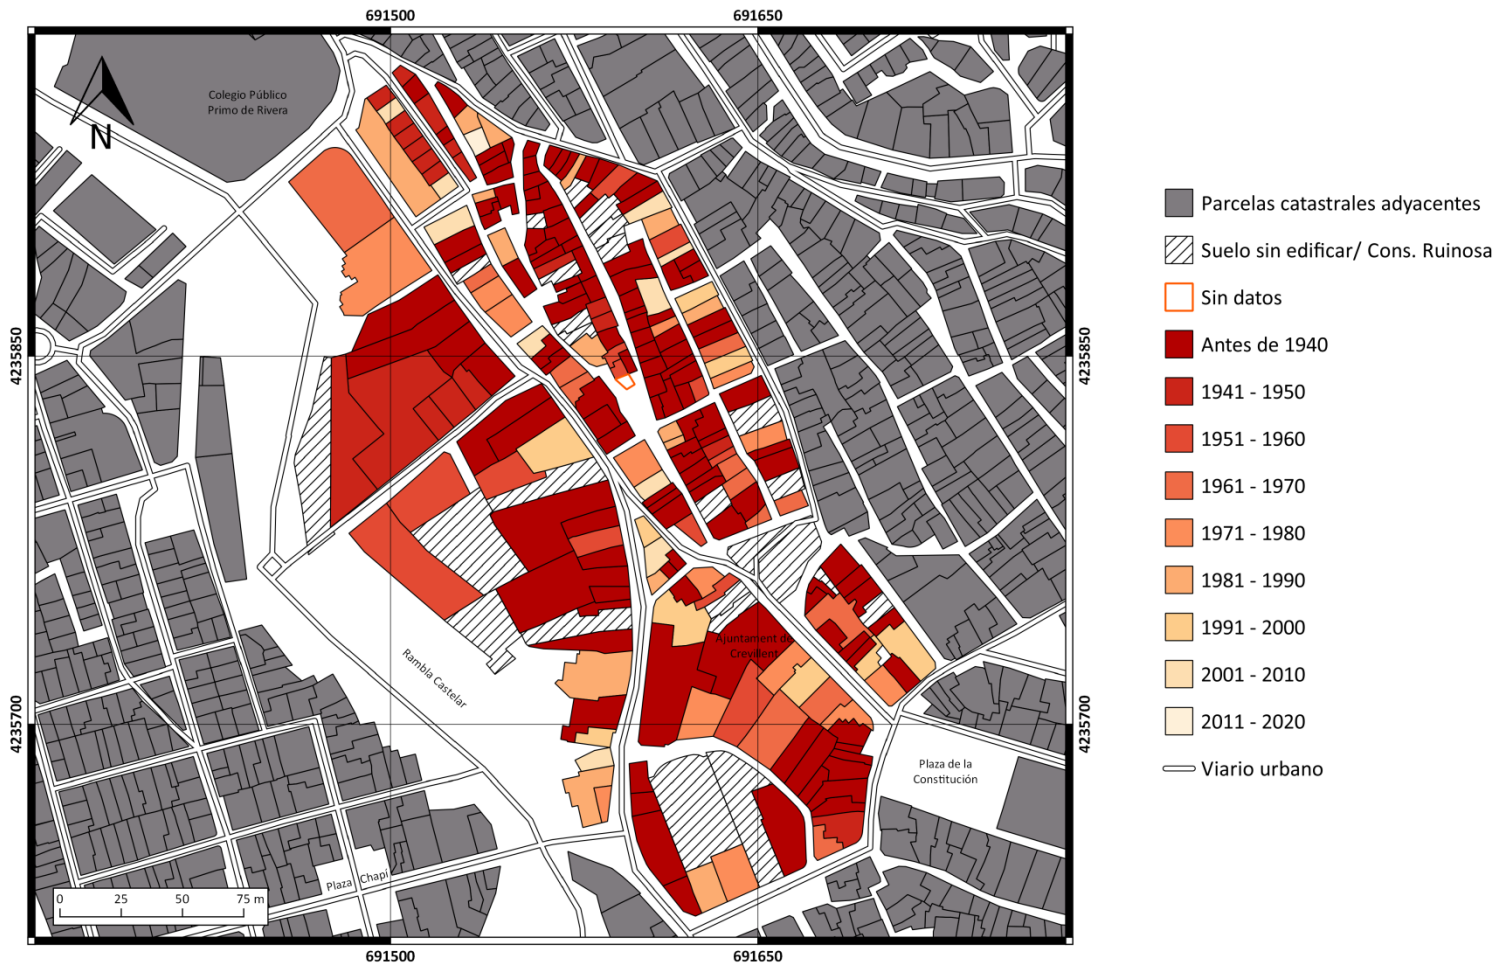 691500
691650
Colegio Público
Primo de Rivera
N
4235850
4235850
Ajuntament de
Crevillent
Rambla Castelar
4235700
4235700
Plaza de la
Constitución
Plaza Chapí
0 25 50 75 m
691500
691650
Parcelas catastrales adyacentes
Suelo sin edificar/ Cons. Ruinosa
Sin datos
Antes de 1940
1941 - 1950
1951 - 1960
1961 - 1970
1971 - 1980
1981 - 1990
1991 - 2000
2001 - 2010
2011 - 2020
Viario urbano